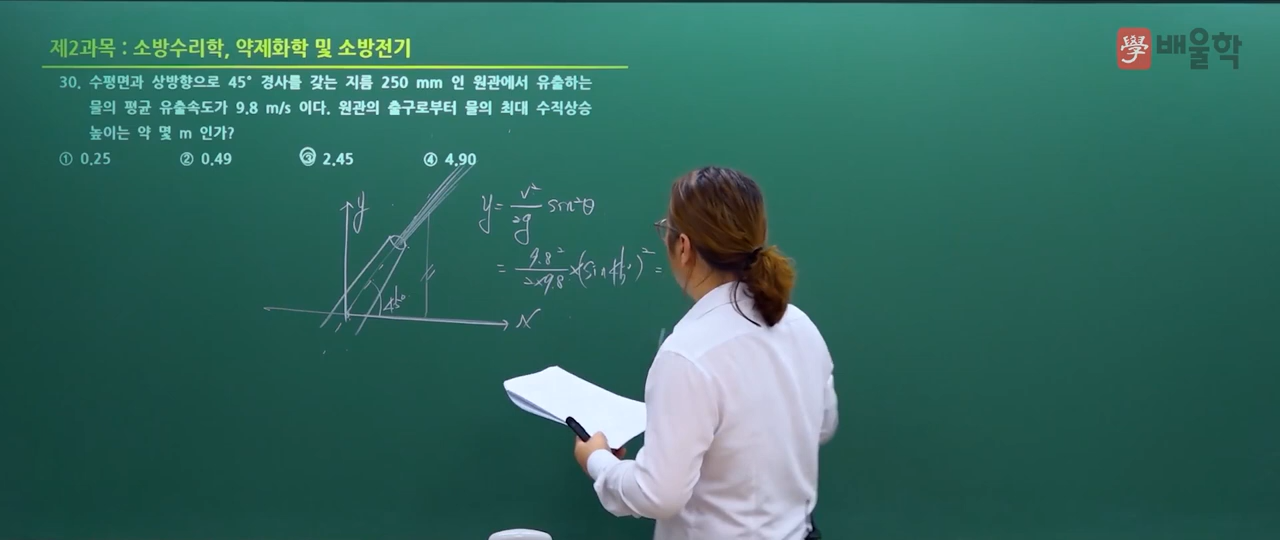 제2과목 : 소방수리학, 약제화학 및 소방전기
學 배울학
30. 수평면과 상방향으로 45° 경사를 갖는 지름 250 mm 인 원관에서 유출하는
물의 평균 유출속도가 9.8 m/s 이다. 원관의 출구로부터 물의 최대 수직상승
높이는 약 몇 m 인가?
① 0.25 ② 0.49 ③ 2.45 ④ 4.90
y
y = v²/2g sin²θ
= 9.8²/2×9.8 × (sin45°)² =
45°